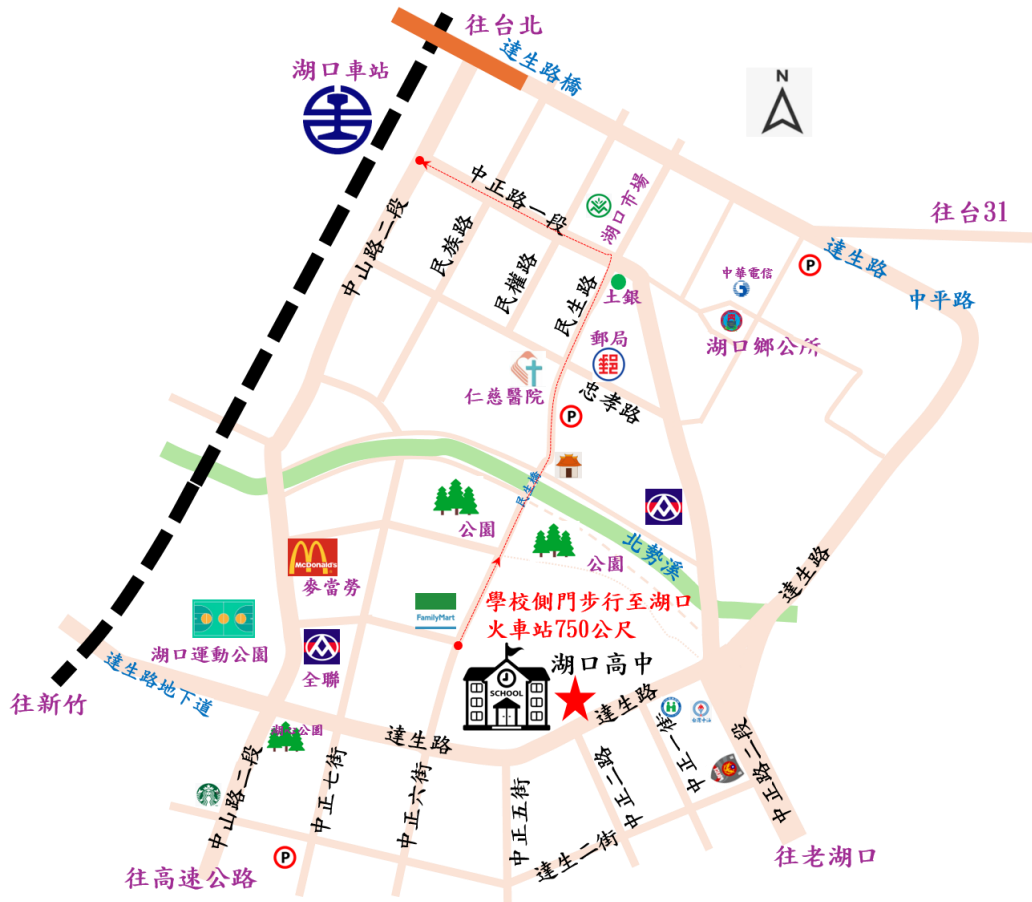 往台北
達生路橋
湖口車站
N
中正路一段
湖口市場
往台31
中山路二段
民族路
民權路
民生路
土銀
中華電信
P
達生路
中平路
湖口鄉公所
郵局
郵
仁慈醫院
忠孝路
P
民生橋
公園
公園
北勢溪
達生路
McDonald's
麥當勞
FamilyMart
學校側門步行至湖口
火車站750公尺
湖口運動公園
全聯
湖口高中
SCHOOL
達生路地下道
往新竹
湖口公園
達生路
達生路
中正一街
中正二路
中正路二段
中山路二段
中正七街
中正六街
中正五街
達生二街
P
往高速公路
往老湖口